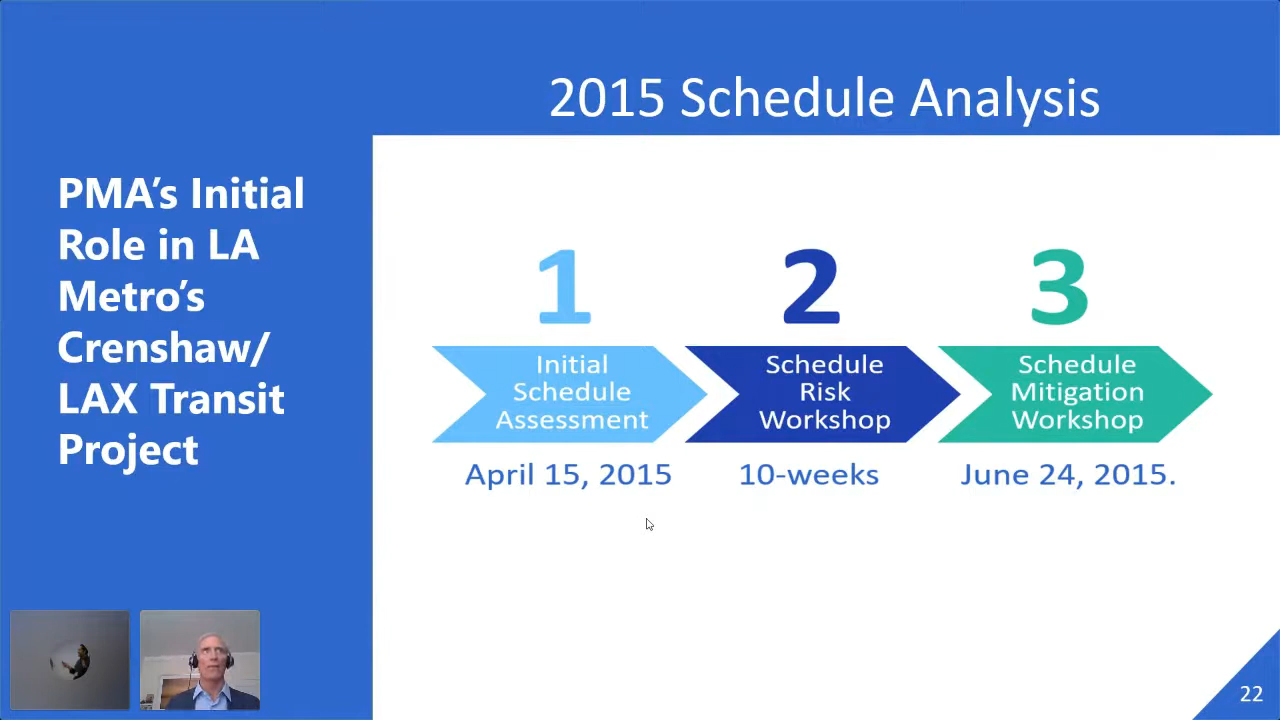 2015 Schedule Analysis
PMA's Initial
Role in LA
Metro's
Crenshaw/
LAX Transit
Project
1
Initial
Schedule
Assessment
April 15, 2015
2
Schedule
Risk
Workshop
10-weeks
3
Schedule
Mitigation
Workshop
June 24, 2015.
22